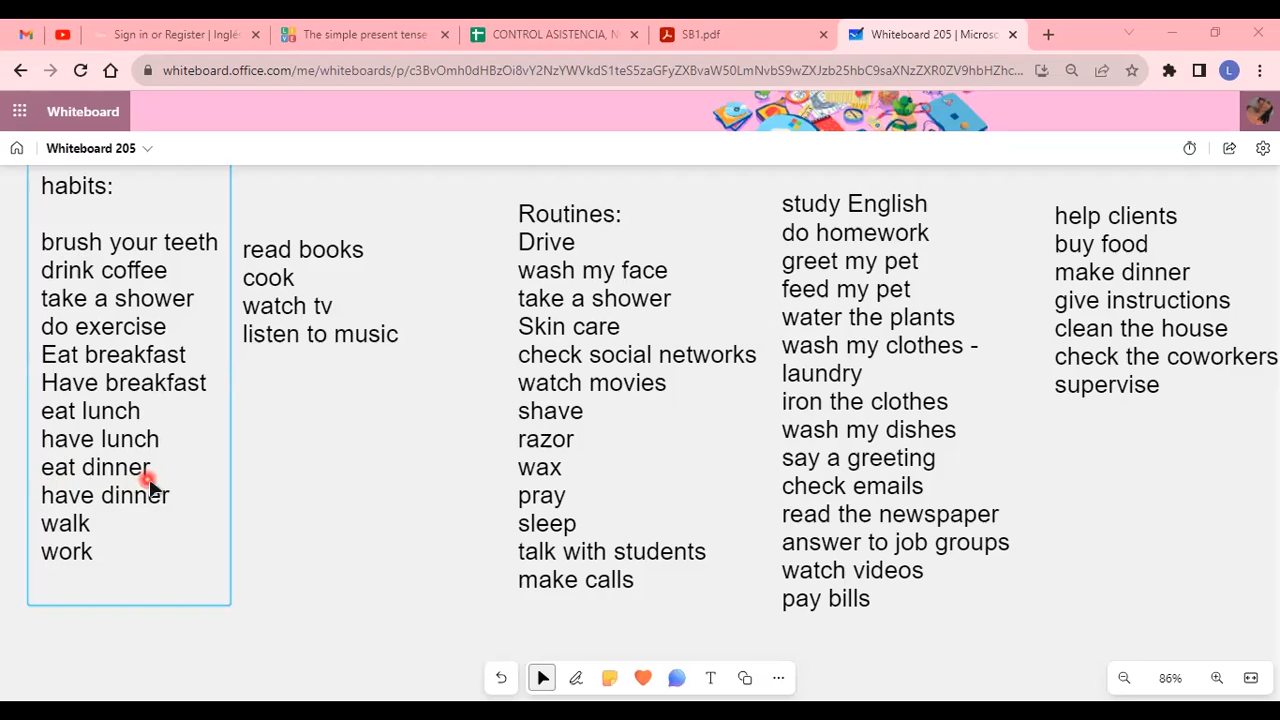 Sign in or Register | Inglé
The simple present tense
CONTROL ASISTENCIA, N
SB1.pdf
Whiteboard 205 | Microsc
whiteboard.office.com/me/whiteboards/p/c3BvOmh0dHBzOi8vY2NzYWVkdS1teS5zaGFyZXBvaW50LmNvbS9wZXJzb25hbC9saXNzZXR0ZV9hbHZhc...
Whiteboard
Whiteboard 205
habits:
brush your teeth
drink coffee
take a shower
do exercise
Eat breakfast
Have breakfast
eat lunch
have lunch
eat dinner
have dinner
walk
work
read books
cook
watch tv
listen to music
Routines:
Drive
wash my face
take a shower
Skin care
check social networks
watch movies
shave
razor
wax
pray
sleep
talk with students
make calls
study English
do homework
greet my pet
feed my pet
water the plants
wash my clothes -
laundry
iron the clothes
wash my dishes
say a greeting
check emails
read the newspaper
answer to job groups
watch videos
pay bills
help clients
buy food
make dinner
give instructions
clean the house
check the coworkers
supervise
86%